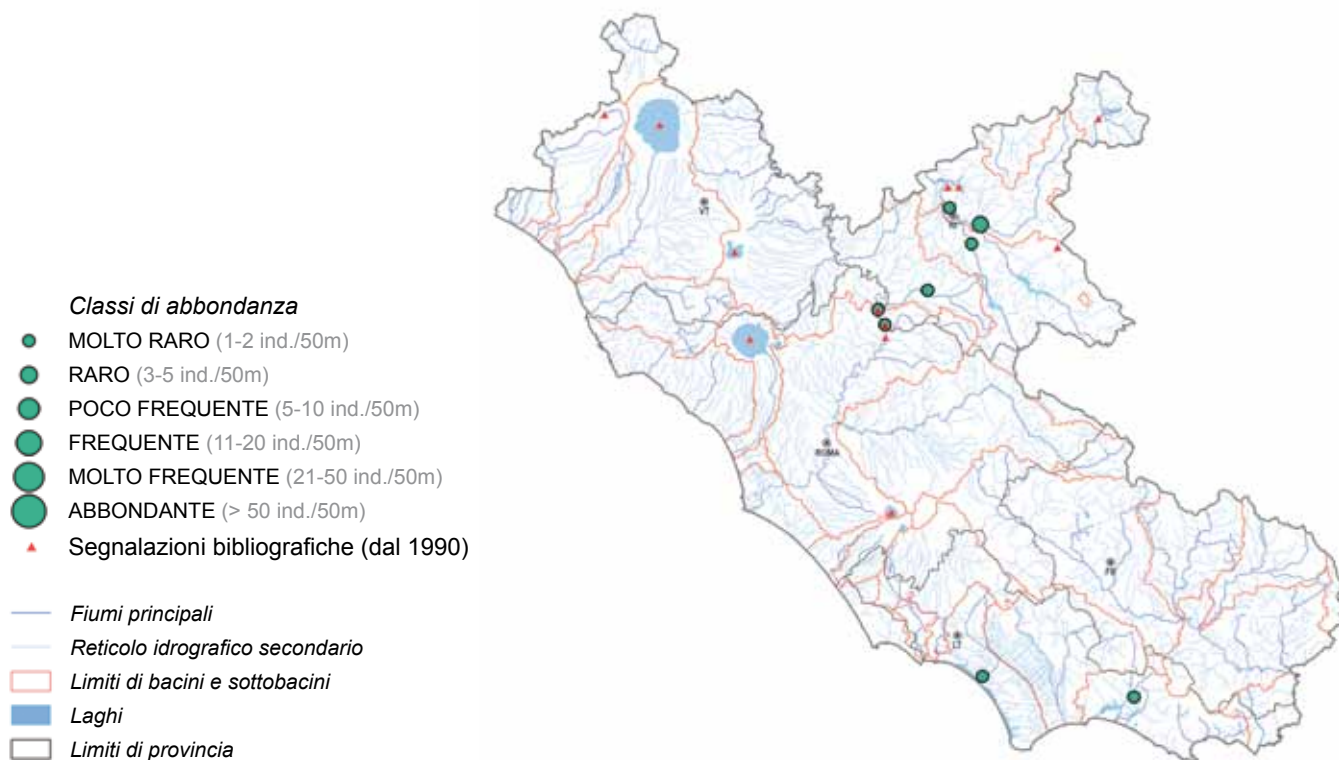 Classi di abbondanza
MOLTO RARO (1-2 ind./50m)
RARO (3-5 ind./50m)
POCO FREQUENTE (5-10 ind./50m)
FREQUENTE (11-20 ind./50m)
MOLTO FREQUENTE (21-50 ind./50m)
ABBONDANTE (> 50 ind./50m)
Segnalazioni bibliografiche (dal 1990)
Fiumi principali
Reticolo idrografico secondario
Limiti di bacini e sottobacini
Laghi
Limiti di provincia
VT
ROMA
FR
LT